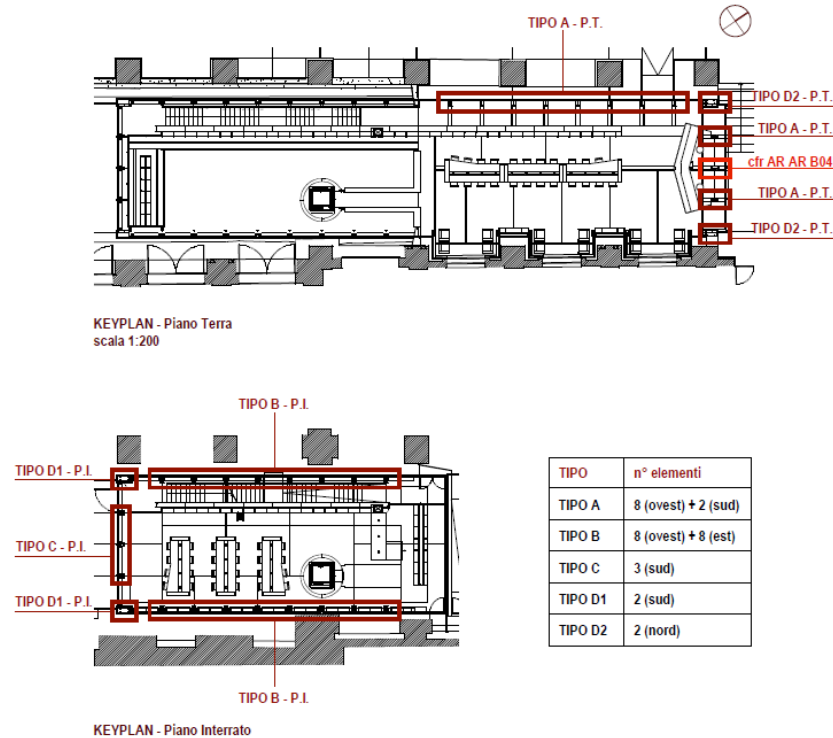 TIPO A - P.T.
TIPO D2 - P.T.
TIPO A - P.T.
cfr AR AR B04
TIPO A - P.T.
TIPO D2 - P.T.
KEYPLAN - Piano Terra
scala 1:200
TIPO B - P.I.
TIPO D1 - P.I.
TIPO C - P.I.
TIPO D1 - P.I.
TIPO B - P.I.
KEYPLAN - Piano Interrato
TIPO n° elementi
TIPO A 8 (ovest) + 2 (sud)
TIPO B 8 (ovest) + 8 (est)
TIPO C 3 (sud)
TIPO D1 2 (sud)
TIPO D2 2 (nord)